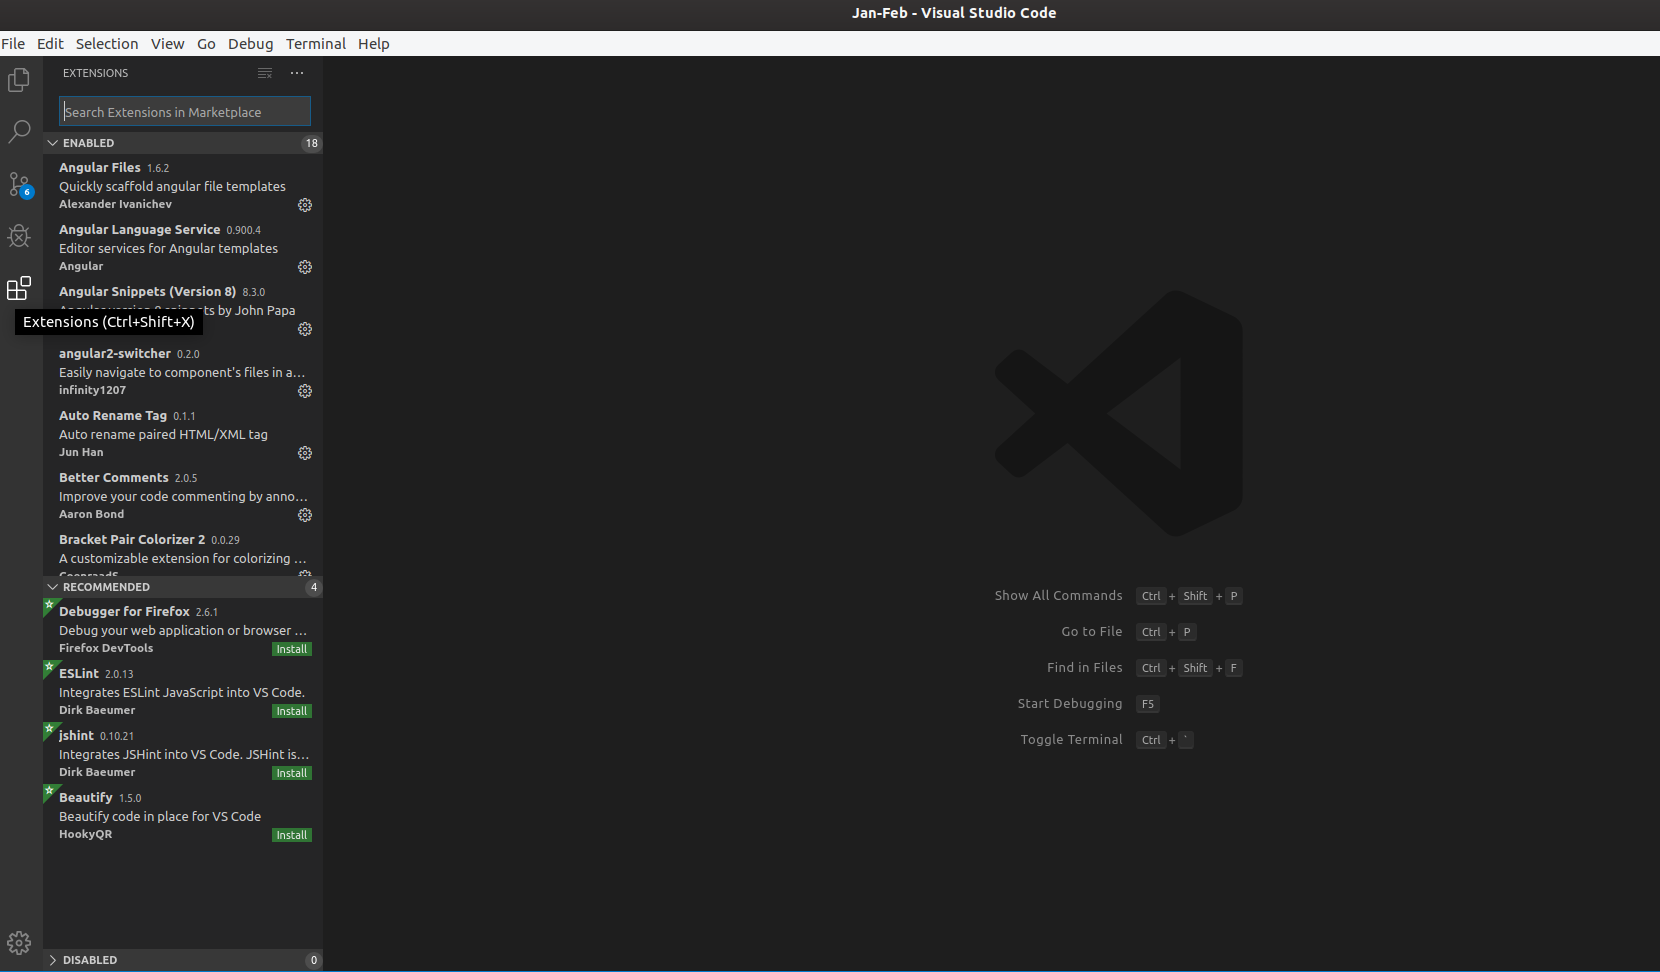 Jan-Feb - Visual Studio Code
File Edit Selection View Go Debug Terminal Help
EXTENSIONS
Search Extensions in Marketplace
ENABLED 18
Angular Files 1.6.2
Quickly scaffold angular file templates
Alexander Ivanichev
6
Angular Language Service 0.900.4
Editor services for Angular templates
Angular
Angular Snippets (Version 8) 8.3.0
by John Papa
Extensions (Ctrl+Shift+X)
angular2-switcher 0.2.0
Easily navigate to component's files in a…
infinity1207
Auto Rename Tag 0.1.1
Auto rename paired HTML/XML tag
Jun Han
Better Comments 2.0.5
Improve your code commenting by anno…
Aaron Bond
Bracket Pair Colorizer 2 0.0.29
A customizable extension for colorizing …
RECOMMENDED 4
Debugger for Firefox 2.6.1
Debug your web application or browser …
Firefox DevTools Install
ESLint 2.0.13
Integrates ESLint JavaScript into VS Code.
Dirk Baeumer Install
jshint 0.10.21
Integrates JSHint into VS Code. JSHint is…
Dirk Baeumer Install
Beautify 1.5.0
Beautify code in place for VS Code
HookyQR Install
DISABLED 0
Show All Commands Ctrl + Shift + P
Go to File Ctrl + P
Find in Files Ctrl + Shift + F
Start Debugging F5
Toggle Terminal Ctrl + `